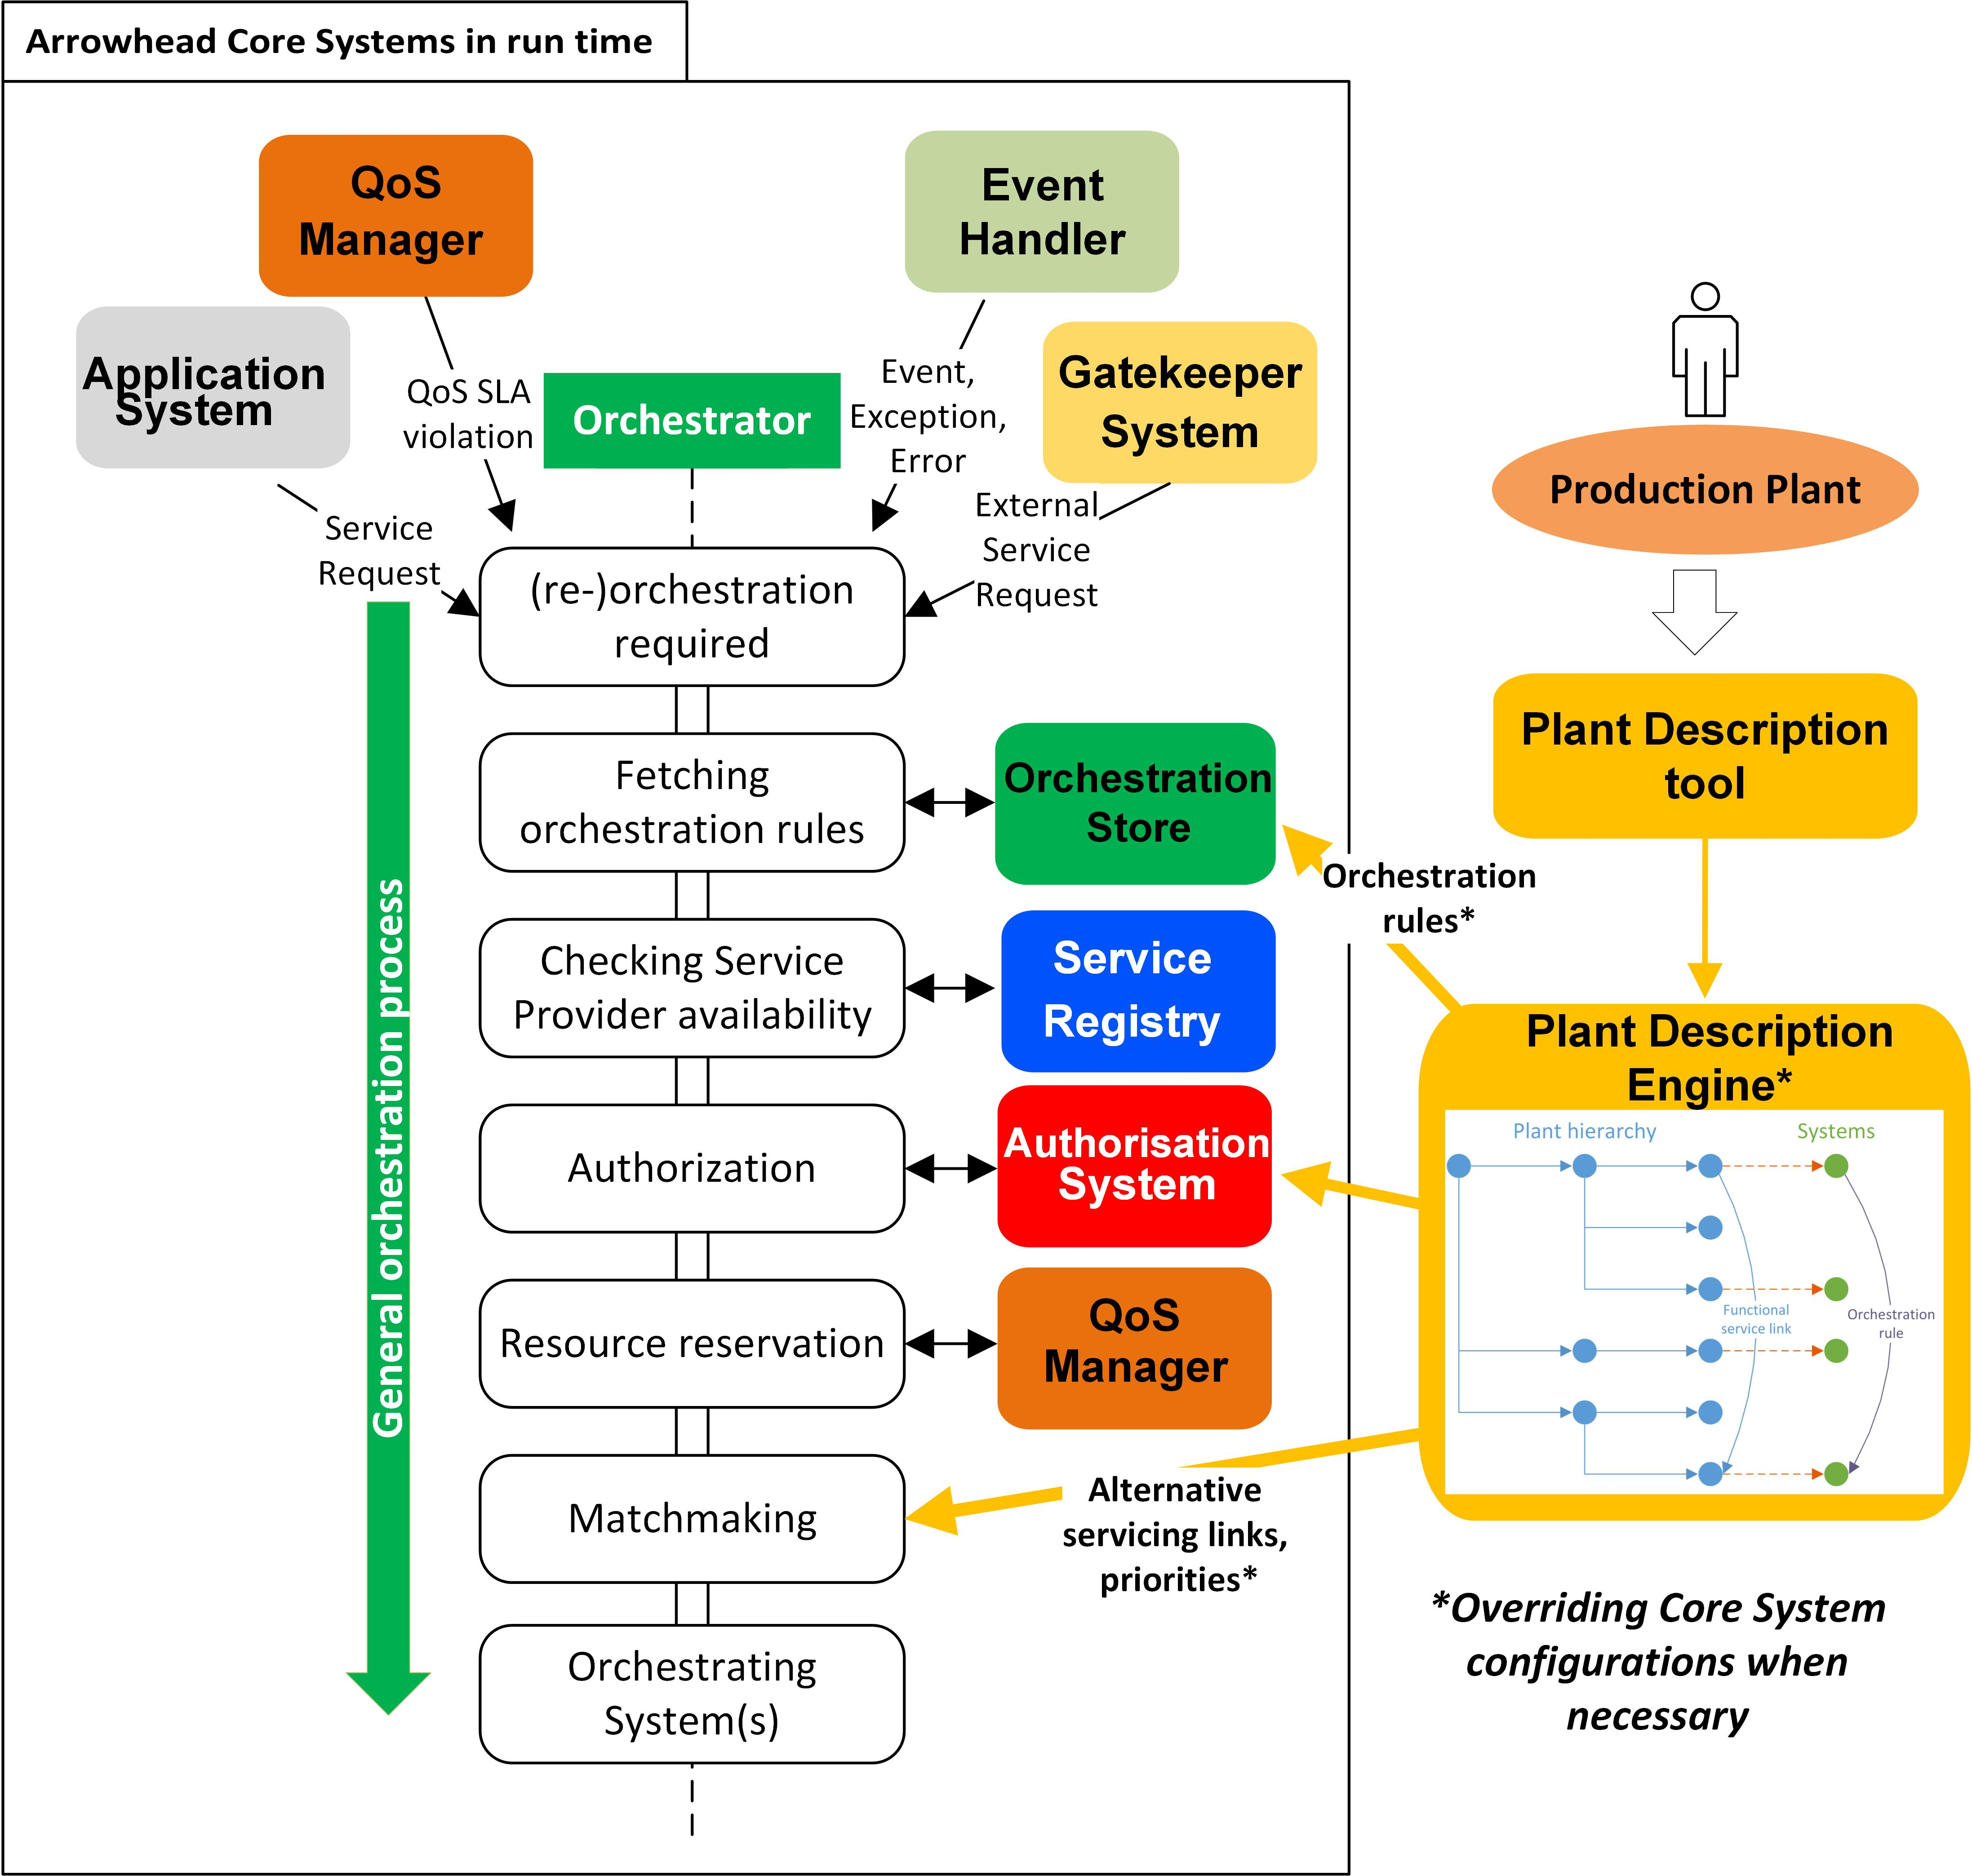 Arrowhead Core Systems in run time
QoS
Manager
Event
Handler
Application
System
QoS SLA
violation
Orchestrator
Event,
Exception,
Error
Gatekeeper
System
Service
Request
External
Service
Request
(re-)orchestration
required
Fetching
orchestration rules
Orchestration
Store
Checking Service
Provider availability
Service
Registry
Authorization
Authorisation
System
Resource reservation
QoS
Manager
Matchmaking
Alternative
servicing links,
priorities*
Orchestrating
System(s)
General orchestration process
Production Plant
Plant Description
tool
Orchestration
rules*
Plant Description
Engine*
Plant hierarchy
Systems
Functional
service link
Orchestration
rule
*Overriding Core System
configurations when
necessary